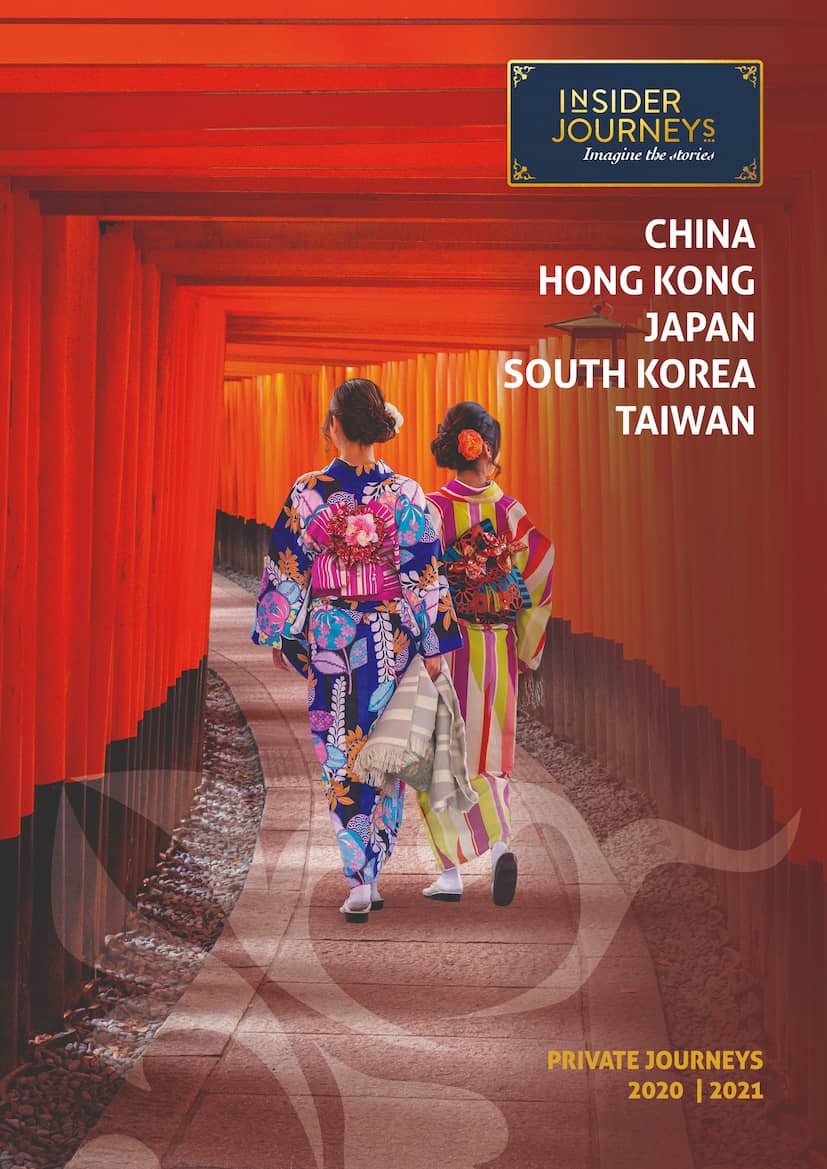 INSIDER
JOURNEYS
Imagine the stories
CHINA
HONG KONG
JAPAN
SOUTH KOREA
TAIWAN
PRIVATE JOURNEYS
2020 | 2021